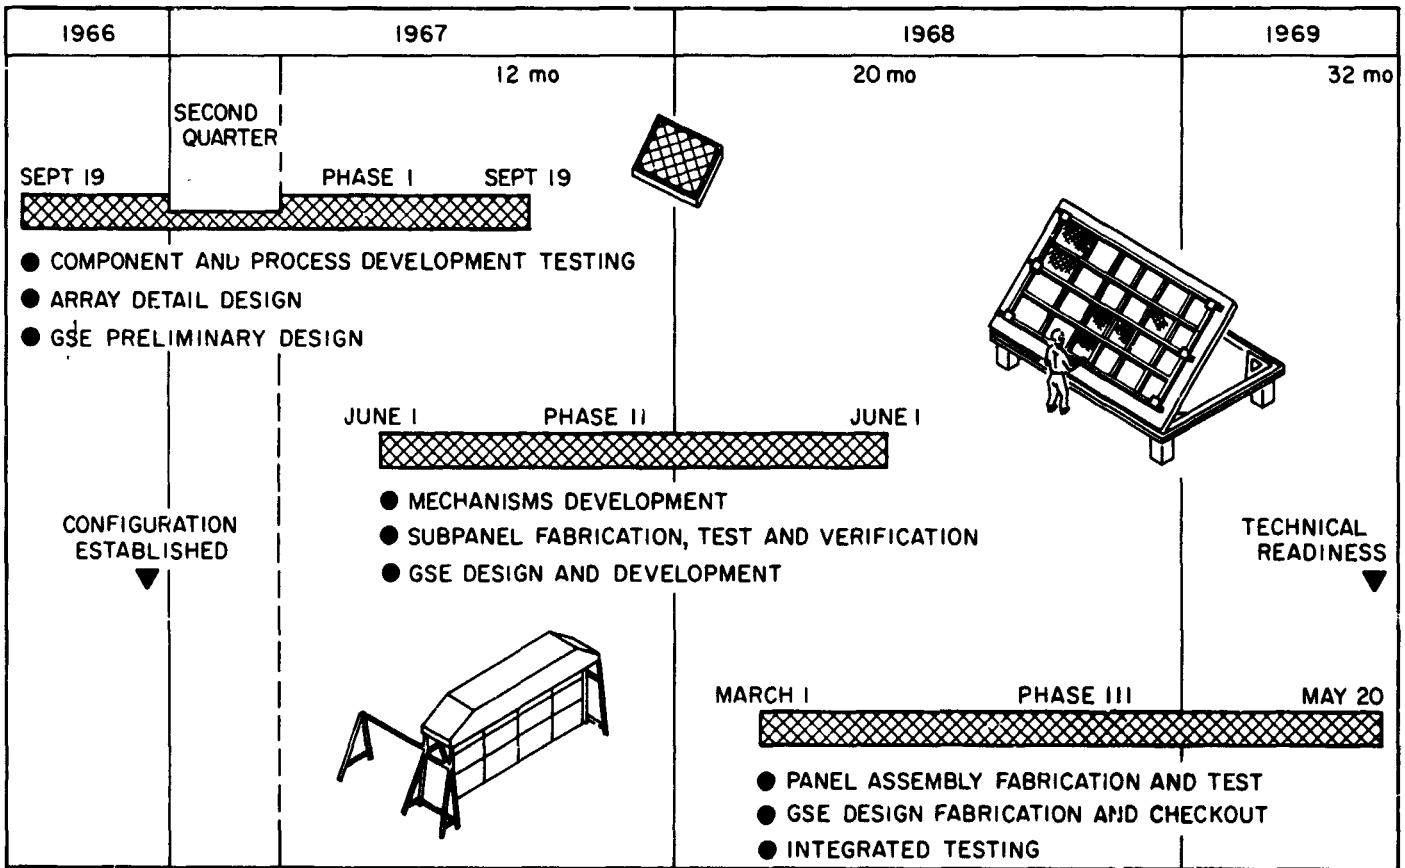 1966 1967 1968 1969
12 mo 20 mo 32 mo
SECOND
QUARTER
SEPT 19 PHASE I SEPT 19
● COMPONENT AND PROCESS DEVELOPMENT TESTING
● ARRAY DETAIL DESIGN
● GSE PRELIMINARY DESIGN
JUNE 1 PHASE II JUNE 1
● MECHANISMS DEVELOPMENT
● SUBPANEL FABRICATION, TEST AND VERIFICATION
● GSE DESIGN AND DEVELOPMENT
CONFIGURATION
ESTABLISHED
TECHNICAL
READINESS
MARCH 1 PHASE III MAY 20
● PANEL ASSEMBLY FABRICATION AND TEST
● GSE DESIGN FABRICATION AND CHECKOUT
● INTEGRATED TESTING